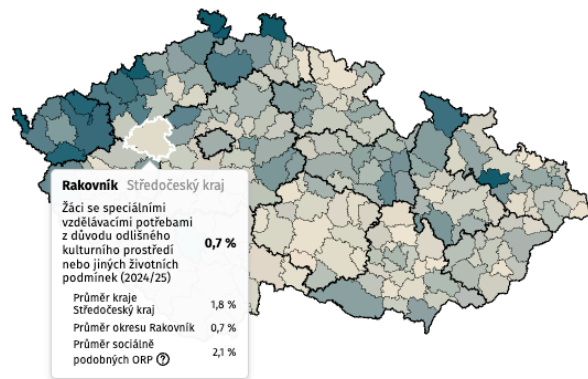 Rakovník Středočeský kraj
Žáci se speciálními
vzdělávacími potřebami
z důvodu odlišného
kulturního prostředí
nebo jiných životních
podmínek (2024/25)
0,7 %
Průměr kraje
Středočeský kraj
1,8 %
Průměr okresu Rakovník 0,7 %
Průměr sociálně
podobných ORP ?
2,1 %